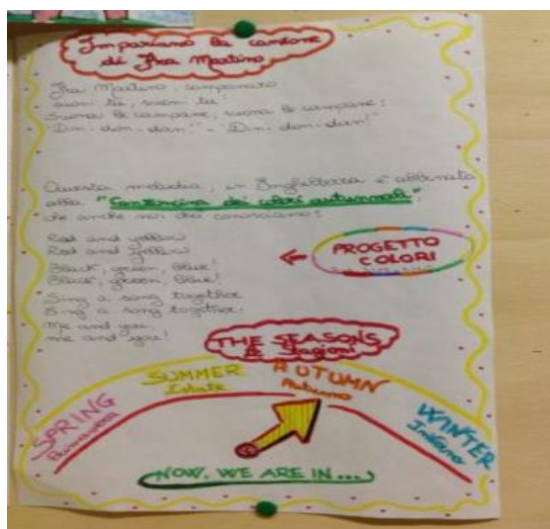 Impariamo la canzone
di Fra Martino
Fra Martino, campanaro
suoni tu, suoni tu!
Suona le campane, suona le campane:
"Din-don-dan!" - "Din-don-dan!"
Questa melodia, in Inghilterra è abbinata
alla "Canzoncina dei colori autunnali",
che anche noi
Red and yellow
Red and yellow
Black, green, blue!
Black, green, blue!
Sing a song together
Sing a song together!
Me and you,
me and you!
PROGETTO
COLORI
THE SEASONS
Stagioni
SPRING
Primavera
SUMMER
Estate
AUTUMN
Autunno
WINTER
Inverno
NOW, WE ARE IN...